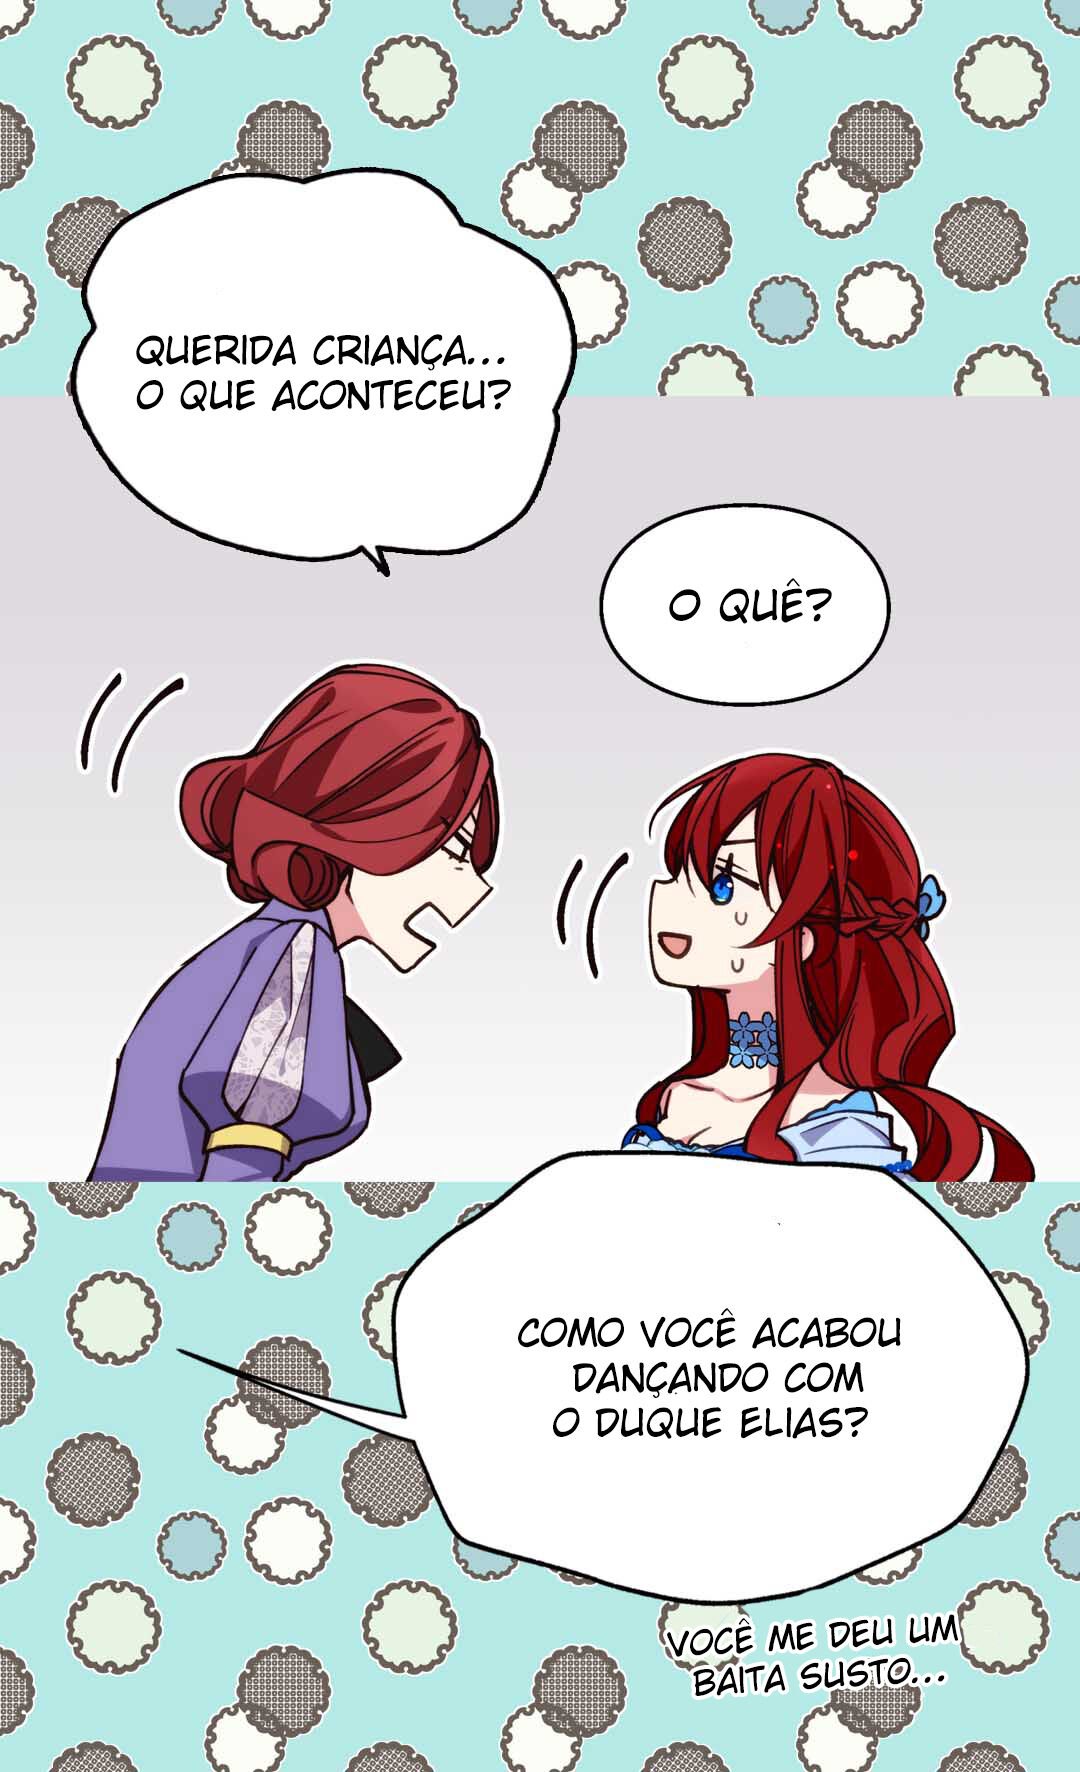 QUERIDA CRIANÇA...
O QUE ACONTECEU?
O QUÊ?
COMO VOCÊ ACABOU
DANÇANDO COM
O DUQUE ELIAS?
VOCÊ ME DEU UM
BAITA SUSTO...